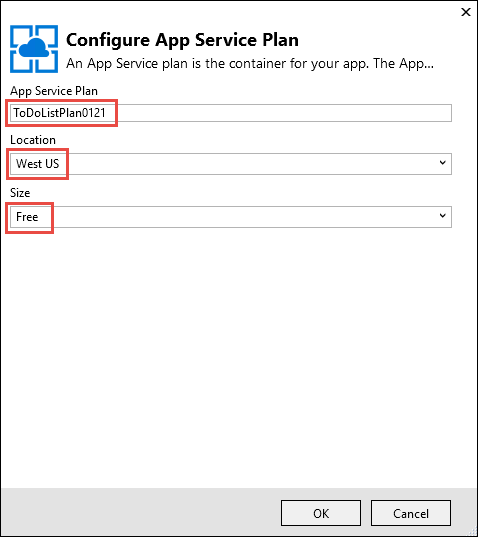 Configure App Service Plan
An App Service plan is the container for your app. The App...
App Service Plan
ToDoListPlan0121
Location
West US
Size
Free
OK
Cancel